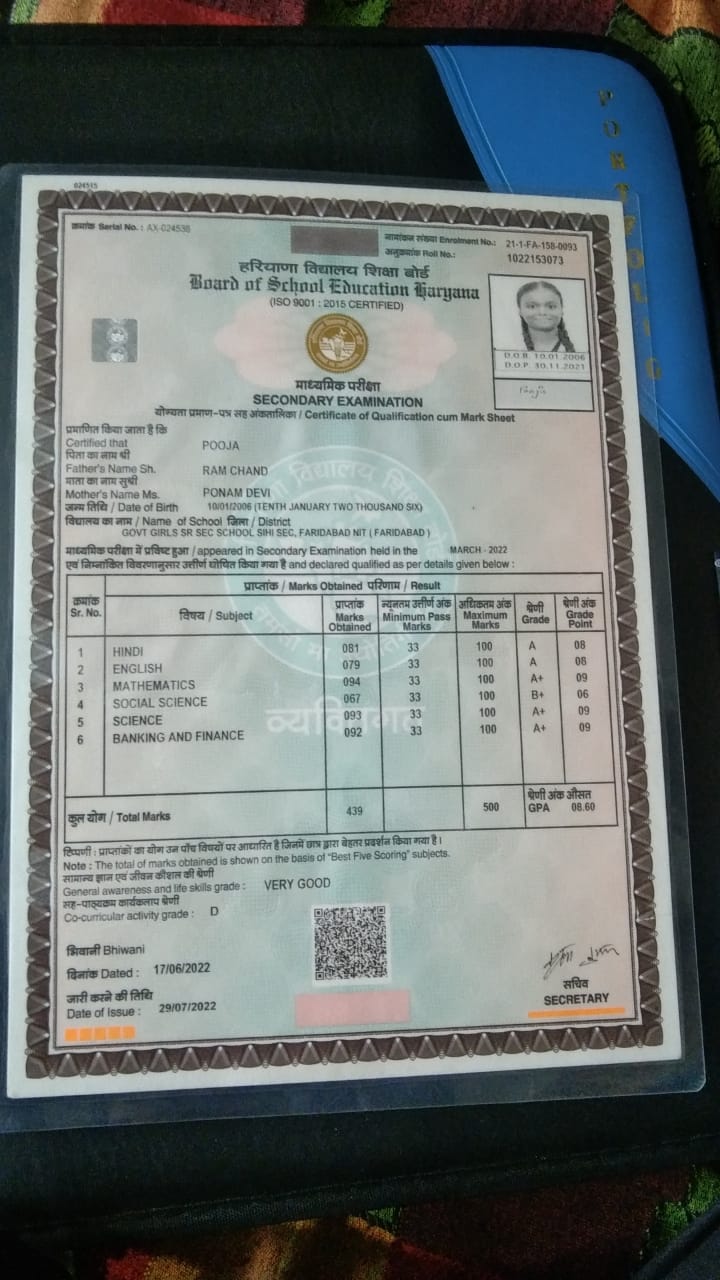 024515
क्रमांक Serial No. : AX-024538
नामांकन संख्या Enrolment No.: 21-1-FA-158-0093
अनुक्रमांक Roll No.: 1022153073
हरियाणा विद्यालय शिक्षा बोर्ड
Board of School Education Haryana
(ISO 9001 : 2015 CERTIFIED)
D.O.B. 10.01.2006
D.O.P. 30.11.2021
Pooja
माध्यमिक परीक्षा
SECONDARY EXAMINATION
योग्यता प्रमाण-पत्र सह अंकतालिका / Certificate of Qualification cum Mark Sheet
प्रमाणित किया जाता है कि
Certified that POOJA
पिता का नाम श्री
Father's Name Sh. RAM CHAND
माता का नाम सुश्री
Mother's Name Ms. PONAM DEVI
जन्म तिथि / Date of Birth 10/01/2006 (TENTH JANUARY TWO THOUSAND SIX)
विद्यालय का नाम / Name of School जिला / District
GOVT GIRLS SR SEC SCHOOL SIHI SEC, FARIDABAD NIT ( FARIDABAD )
माध्यमिक परीक्षा में प्रविष्ट हुआ / appeared in Secondary Examination held in the MARCH - 2022
एवं निम्नांकित विवरणानुसार उत्तीर्ण घोषित किया गया है and declared qualified as per details given below :
प्राप्तांक / Marks Obtained परिणाम / Result
क्रमांक Sr. No. विषय / Subject प्राप्तांक Marks Obtained न्यूनतम उत्तीर्ण अंक Minimum Pass Marks अधिकतम अंक Maximum Marks श्रेणी Grade श्रेणी अंक Grade Point
1 HINDI 081 33 100 A 08
2 ENGLISH 079 33 100 A 08
3 MATHEMATICS 094 33 100 A+ 09
4 SOCIAL SCIENCE 067 33 100 B+ 06
5 SCIENCE 093 33 100 A+ 09
6 BANKING AND FINANCE 092 33 100 A+ 09
कुल योग / Total Marks 439 500 श्रेणी अंक औसत GPA 08.60
टिप्पणी : प्राप्तांकों का योग उन पाँच विषयों पर आधारित है जिनमें छात्र द्वारा बेहतर प्रदर्शन किया गया है।
Note : The total of marks obtained is shown on the basis of "Best Five Scoring" subjects.
सामान्य ज्ञान एवं जीवन कौशल की श्रेणी
General awareness and life skills grade : VERY GOOD
सह-पाठ्यक्रम कार्यकलाप श्रेणी
Co-curricular activity grade : D
भिवानी Bhiwani
दिनांक Dated : 17/06/2022
जारी करने की तिथि
Date of Issue : 29/07/2022
सचिव
SECRETARY
PORTFOLIO